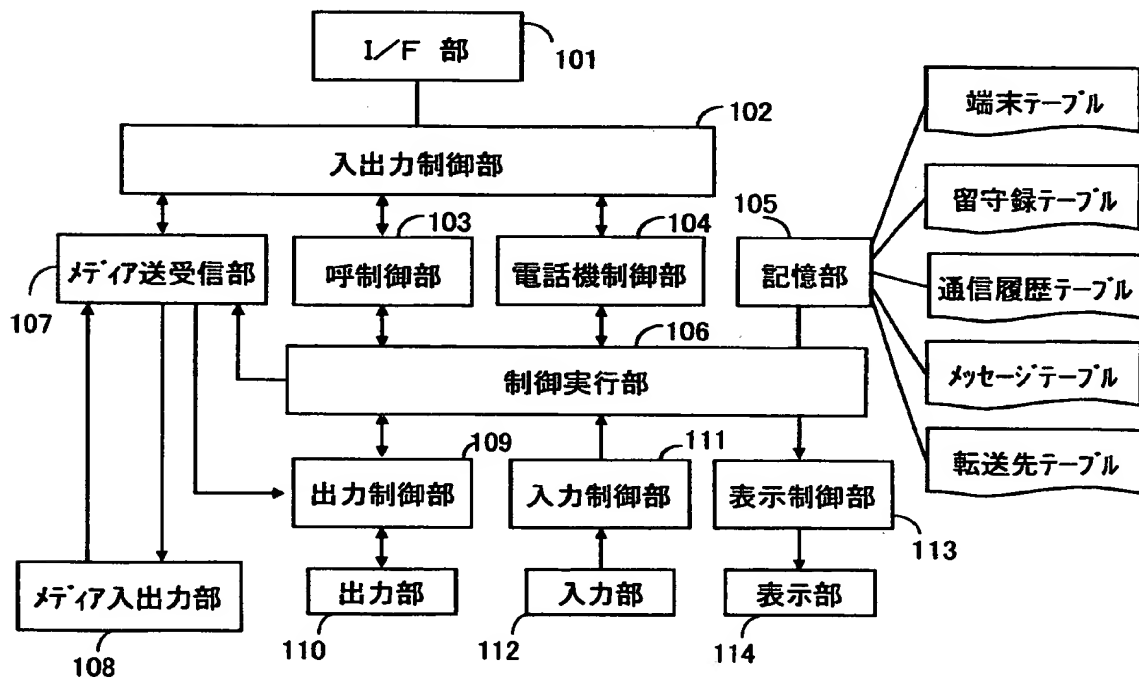 I/F 部
101
102
入出力制御部
端末テーブル
留守録テーブル
通信履歴テーブル
メッセージテーブル
転送先テーブル
103
104
105
メディア送受信部
呼制御部
電話機制御部
記憶部
107
106
制御実行部
109
111
出力制御部
入力制御部
表示制御部
113
メディア入出力部
出力部
入力部
表示部
108
110
112
114